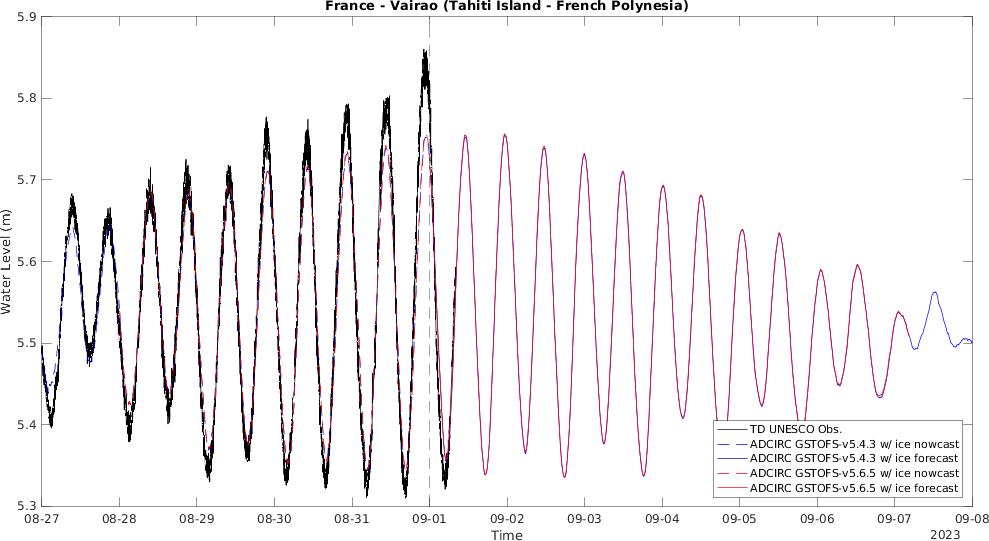 France - Vairao (Tahiti Island - French Polynesia)
5.9
5.8
5.7
5.6
5.5
5.4
5.3
Water Level (m)
TD UNESCO Obs.
ADCIRC GSTOFS-v5.4.3 w/ ice nowcast
ADCIRC GSTOFS-v5.4.3 w/ ice forecast
ADCIRC GSTOFS-v5.6.5 w/ ice nowcast
ADCIRC GSTOFS-v5.6.5 w/ ice forecast
08-27 08-28 08-29 08-30 08-31 09-01 09-02 09-03 09-04 09-05 09-06 09-07 09-08
Time 2023